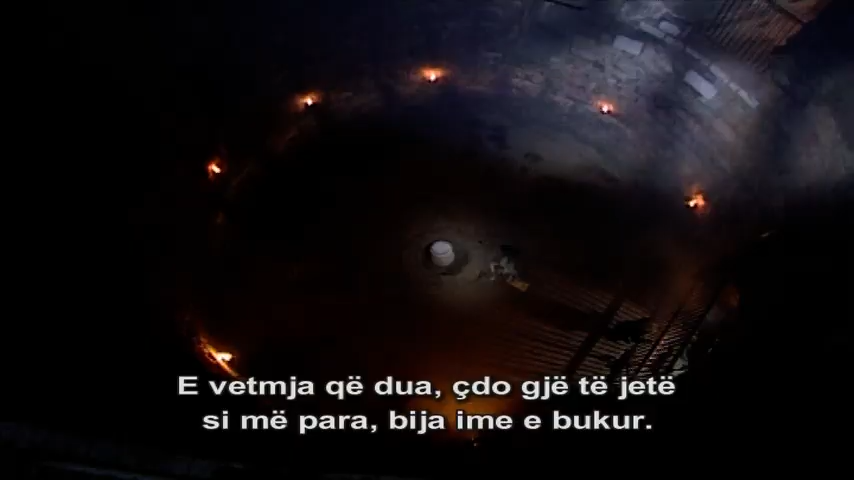 E vetmja që dua, çdo gjë të jetë
si më para, bija ime e bukur.